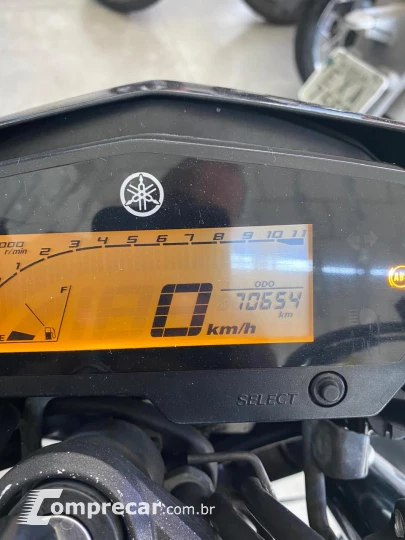 000
r/min
1 2 3 4 5 6 7 8 9 10 11
ODO
70654
km
0 km/h
F
E
SELECT
Comprecar.com.br